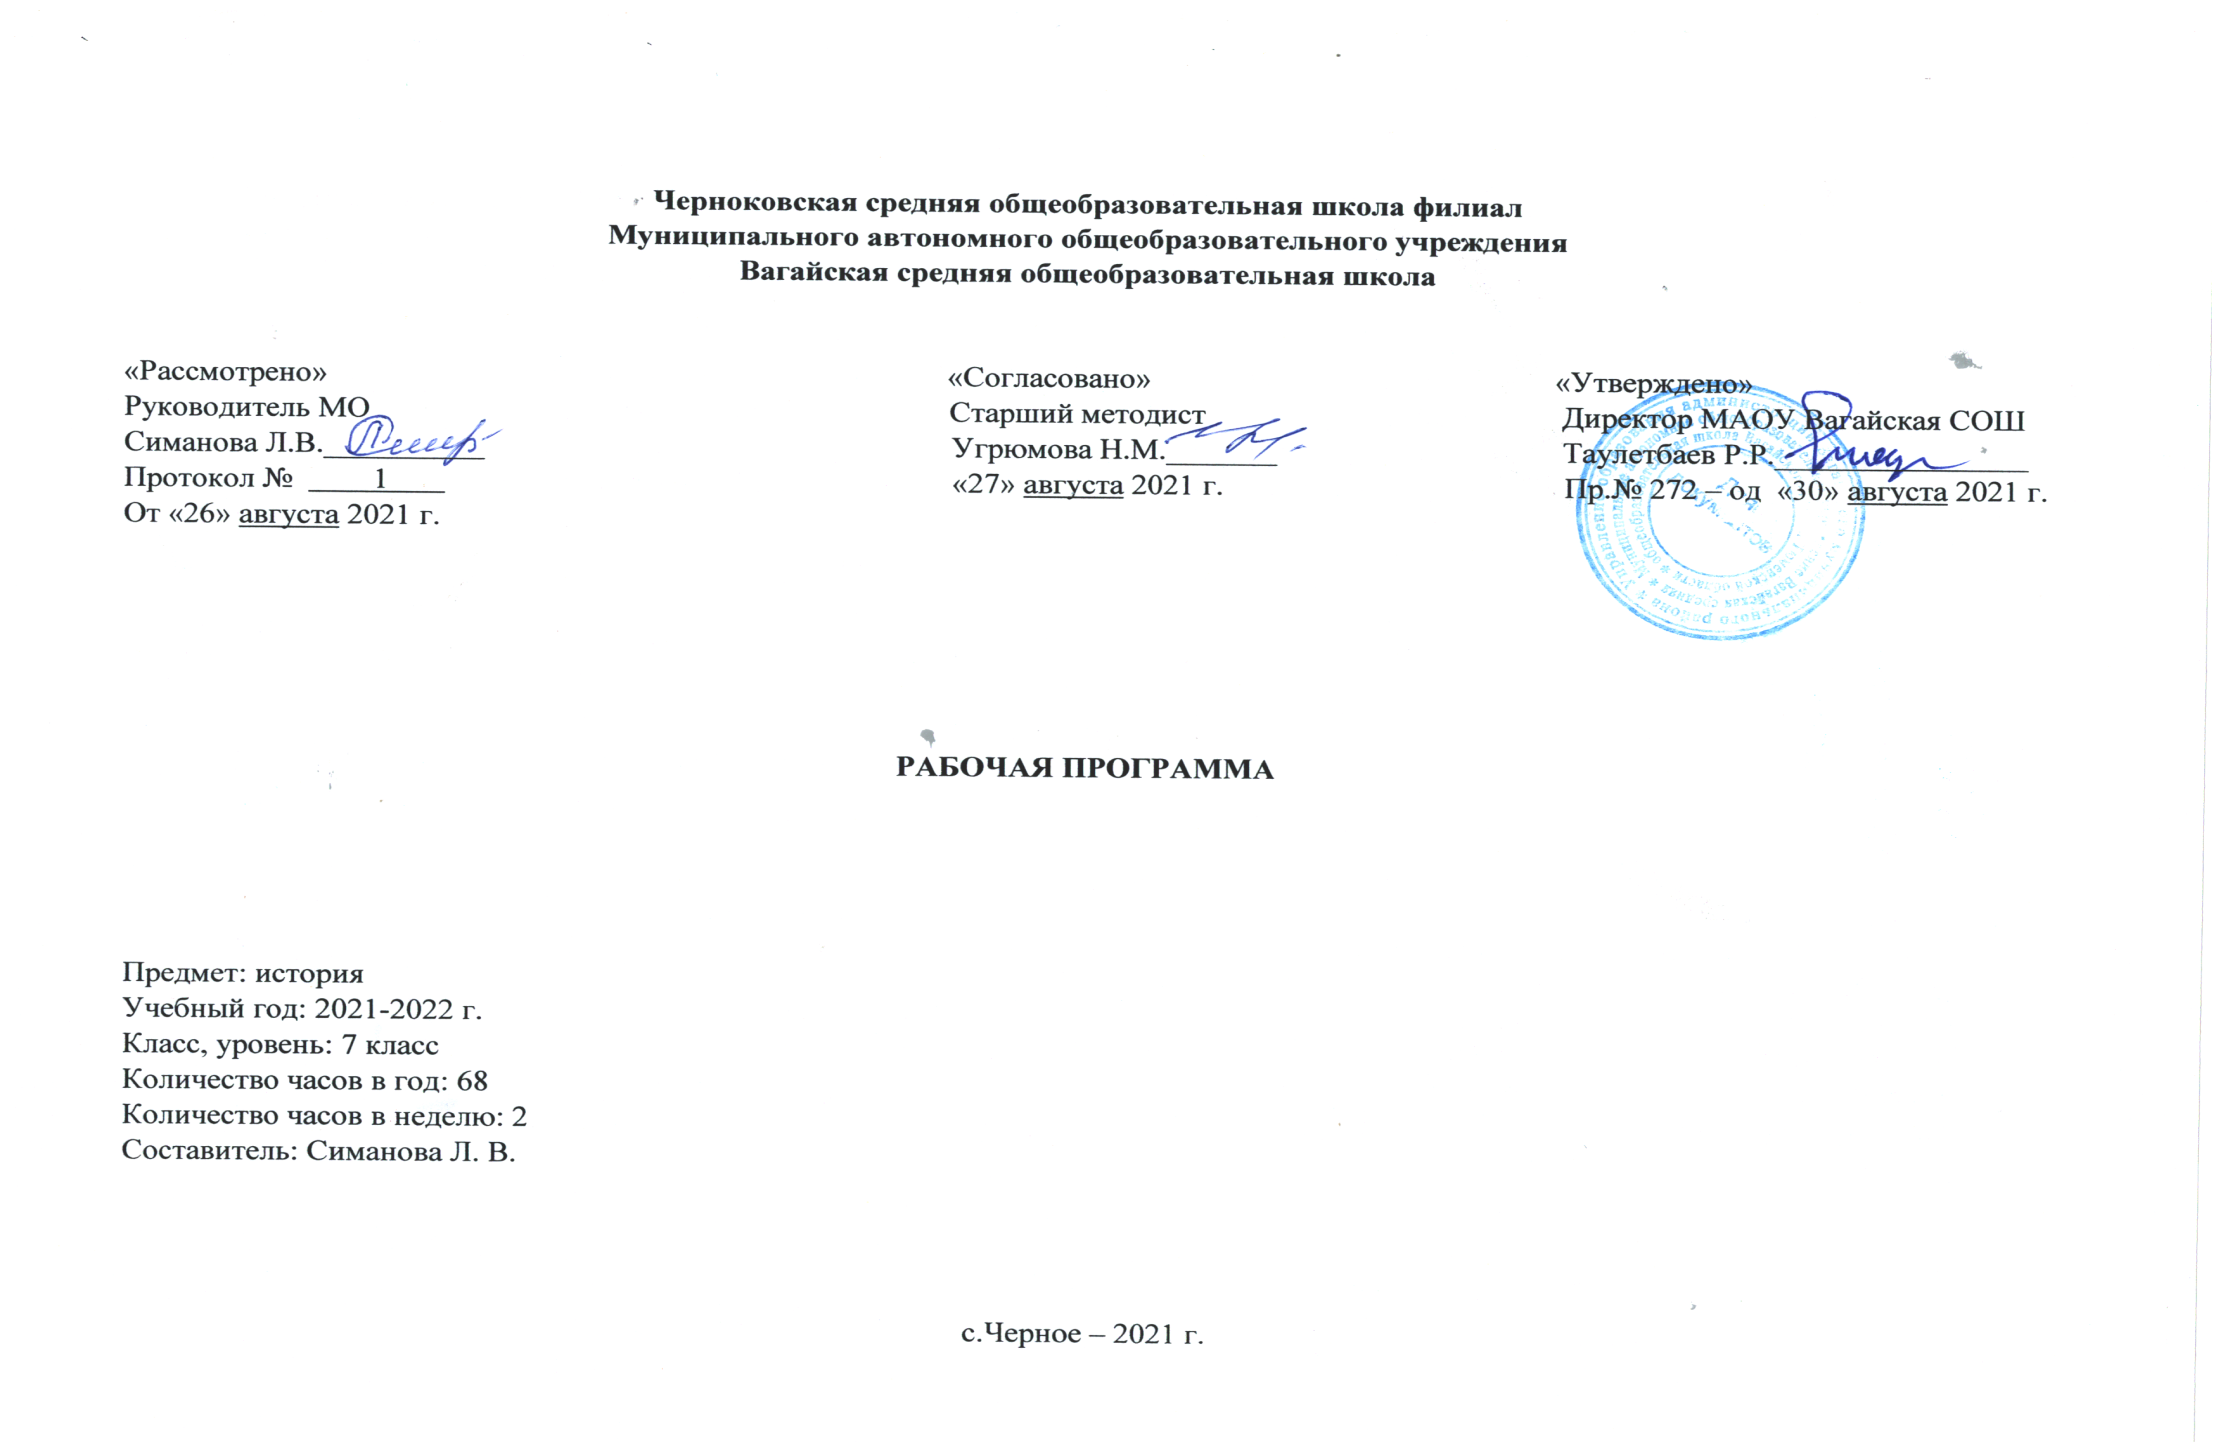 Черноковская средняя общеобразовательная школа филиал
Муниципального автономного общеобразовательного учреждения
Вагайская средняя общеобразовательная школа
«Рассмотрено»
Руководитель МО
Симанова Л.В.___________
Протокол № 1
От «26» августа 2021 г.
«Согласовано»
Старший методист
Угрюмова Н.М.________
«27» августа 2021 г.
«Утверждено»
Директор МАОУ Вагайская СОШ
Таулетбаев Р.Р.__________________
Пр.№ 272 – од «30» августа 2021 г.
РАБОЧАЯ ПРОГРАММА
Предмет: история
Учебный год: 2021-2022 г.
Класс, уровень: 7 класс
Количество часов в год: 68
Количество часов в неделю: 2
Составитель: Симанова Л. В.
с.Черное – 2021 г.